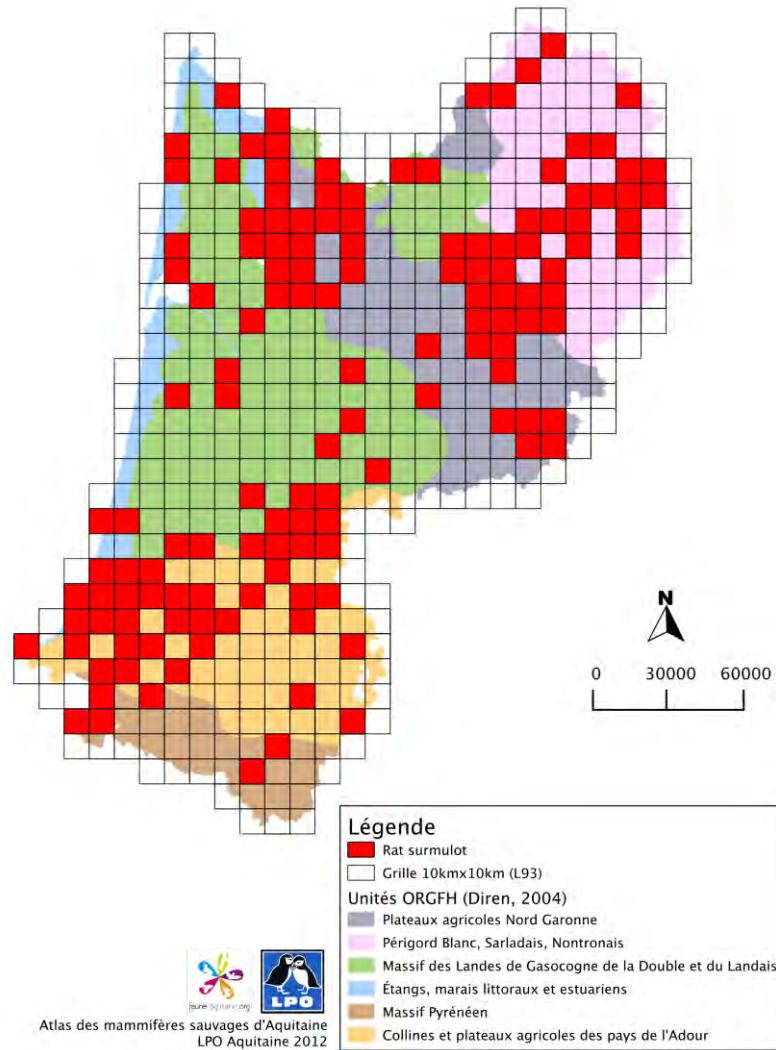 N
0 30000 60000
Légende
Rat surmulot
Grille 10kmx10km (L93)
Unités ORGFH (Diren, 2004)
Plateaux agricoles Nord Garonne
Périgord Blanc, Sarladais, Nontronais
Massif des Landes de Gasocogne de la Double et du Landais
Étangs, marais littoraux et estuariens
Massif Pyrénéen
Collines et plateaux agricoles des pays de l'Adour
LPO
Atlas des mammifères sauvages d'Aquitaine
LPO Aquitaine 2012